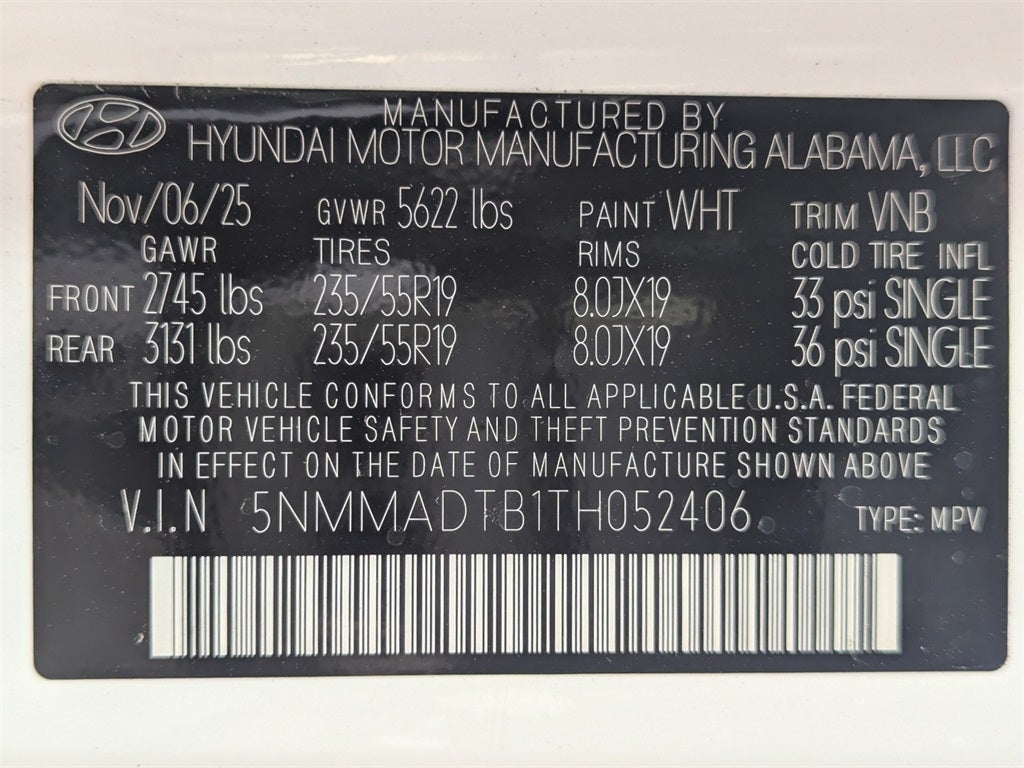 MANUFACTURED BY
HYUNDAI MOTOR MANUFACTURING ALABAMA, LLC
Nov/06/25 GVWR 5622 lbs PAINT WHT TRIM VNB
GAWR TIRES RIMS COLD TIRE INFL
FRONT 2745 lbs 235/55R19 8.0JX19 33 psi SINGLE
REAR 3131 lbs 235/55R19 8.0JX19 36 psi SINGLE
THIS VEHICLE CONFORMS TO ALL APPLICABLE U.S.A. FEDERAL
MOTOR VEHICLE SAFETY AND THEFT PREVENTION STANDARDS
IN EFFECT ON THE DATE OF MANUFACTURE SHOWN ABOVE
V.I.N 5NMMADTB1TH052406 TYPE: MPV